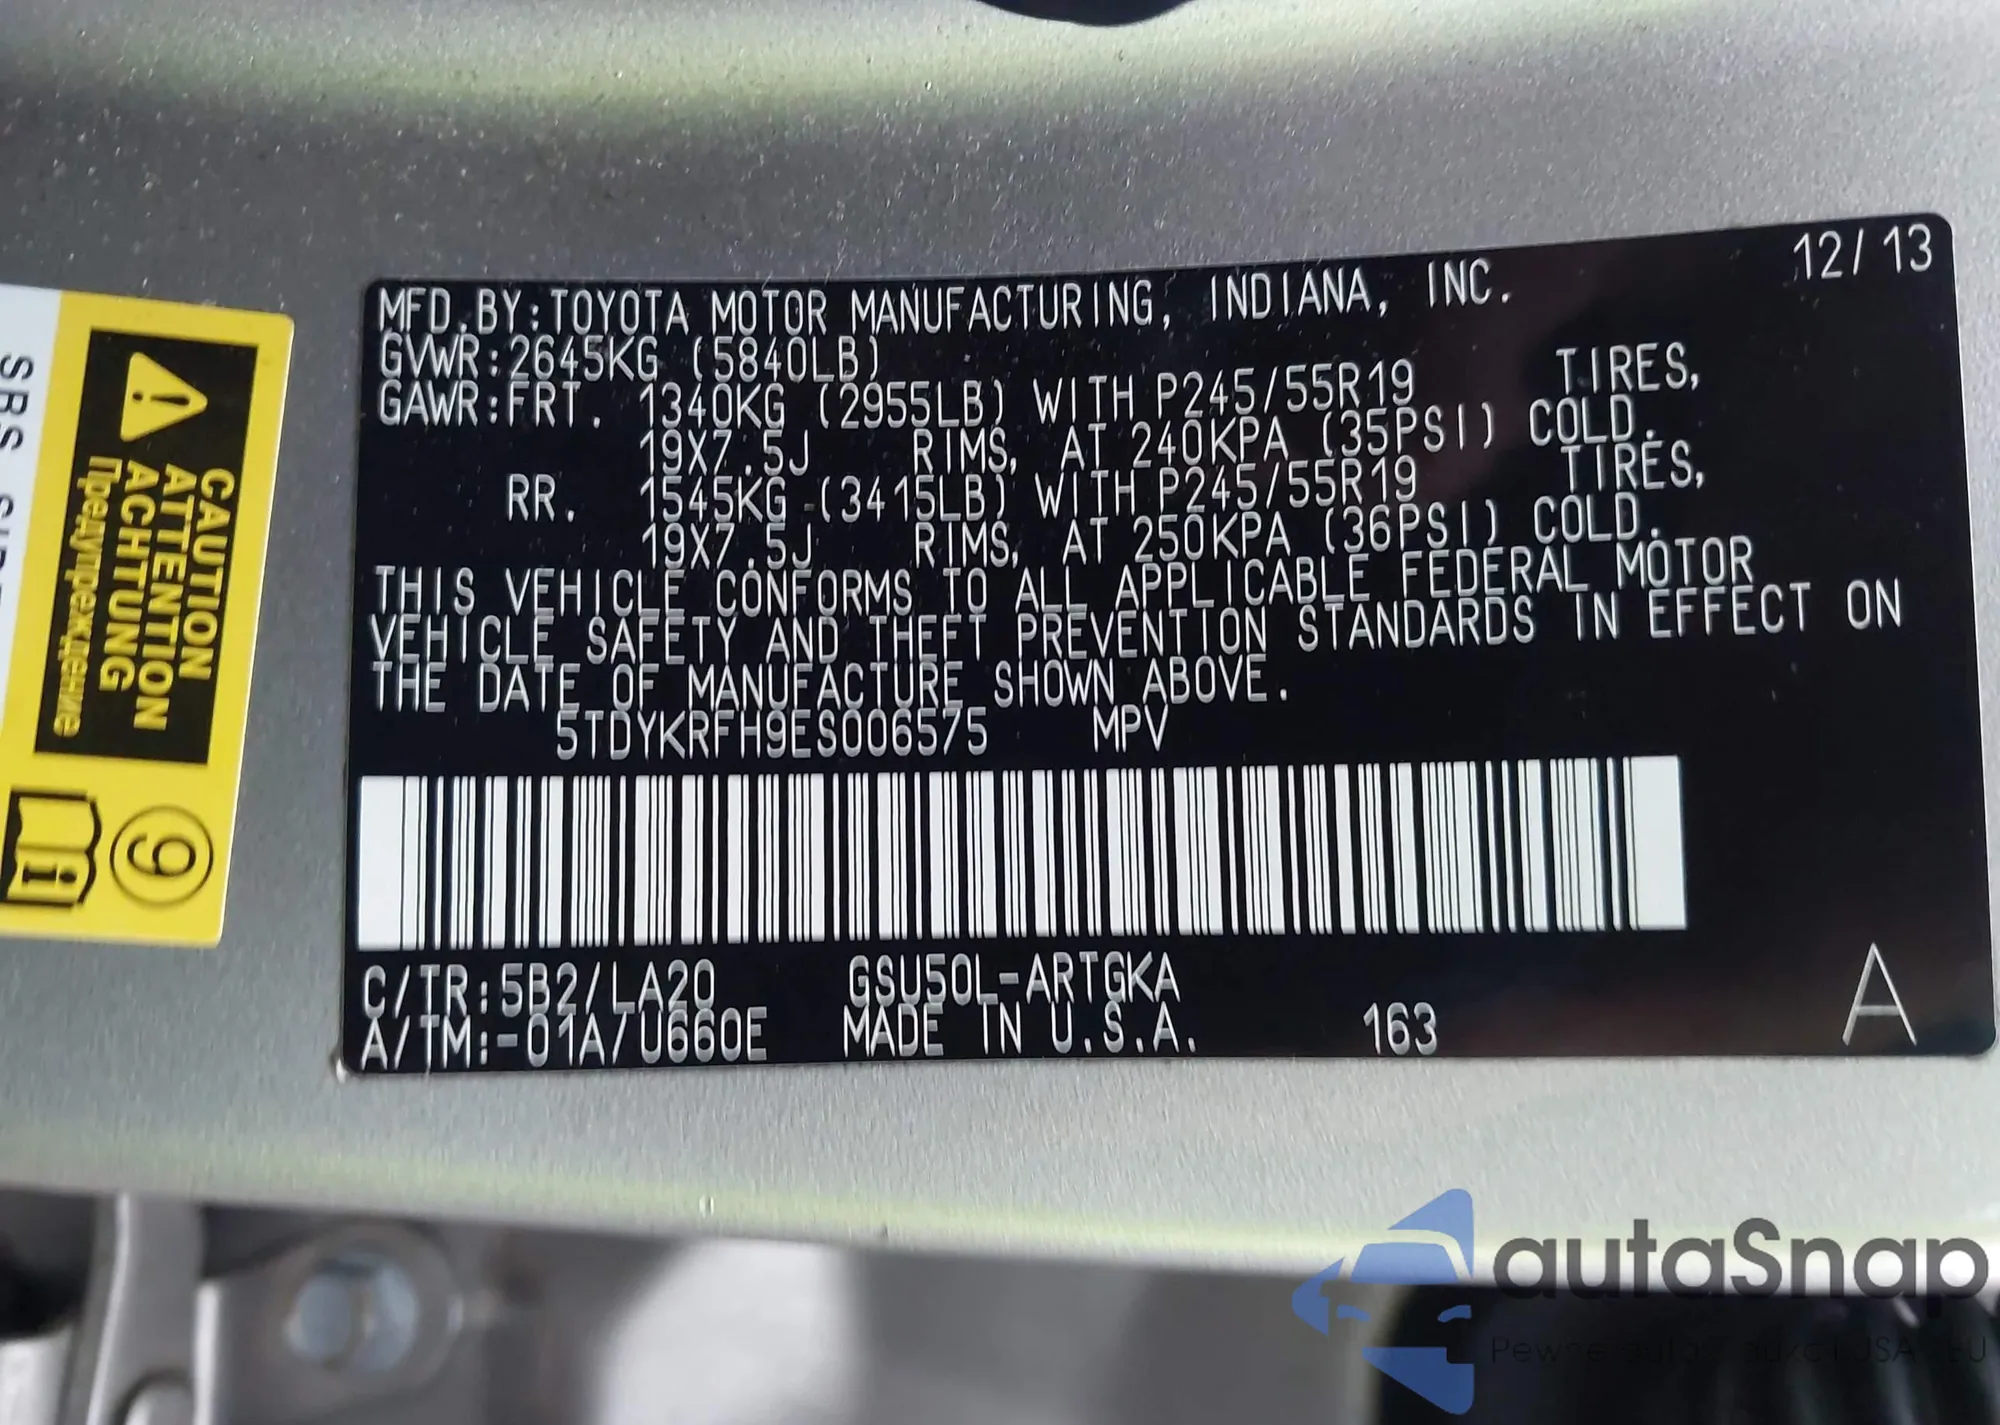 12/13
MFD.BY:TOYOTA MOTOR MANUFACTURING, INDIANA, INC.
GVWR:2645KG (5840LB)
GAWR:FRT. 1340KG (2955LB) WITH P245/55R19 TIRES,
19X7.5J RIMS, AT 240KPA (35PSI) COLD.
RR. 1545KG (3415LB) WITH P245/55R19 TIRES,
19X7.5J RIMS, AT 250KPA (36PSI) COLD.
THIS VEHICLE CONFORMS TO ALL APPLICABLE FEDERAL MOTOR
VEHICLE SAFETY AND THEFT PREVENTION STANDARDS IN EFFECT ON
THE DATE OF MANUFACTURE SHOWN ABOVE.
5TDYKRFH9ES006575 MPV
C/TR:5B2/LA20 GSU50L-ARTGKA
A/TM:-01A/U660E MADE IN U.S.A. 163
A
SRS
CAUTION
ATTENTION
ACHTUNG
Предупреждение
9
autaSnap